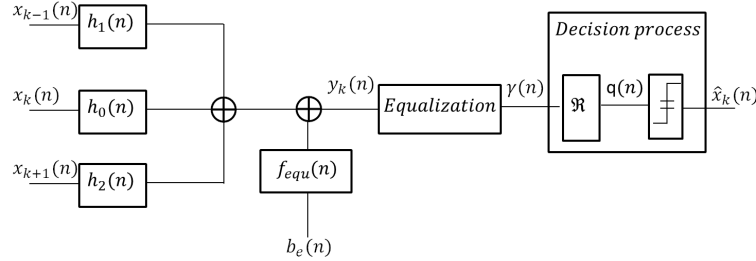 x_{k-1}(n)
h_1(n)
x_k(n)
h_0(n)
x_{k+1}(n)
h_2(n)
f_{equ}(n)
b_e(n)
y_k(n)
Equalization
γ(n)
Decision process
ℜ
q(n)
x̂_k(n)